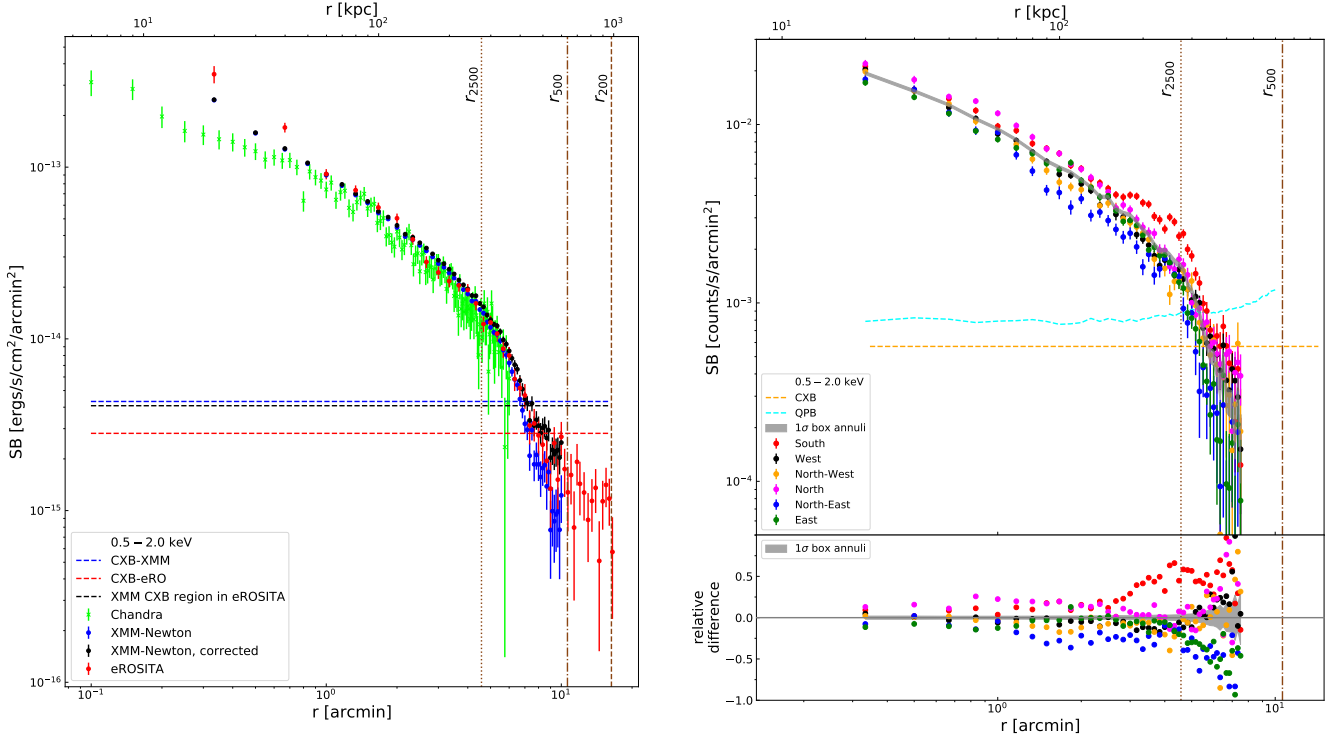 r [kpc]
10¹ 10² 10³
10⁻¹³
10⁻¹⁴
10⁻¹⁵
10⁻¹⁶
SB [ergs/s/cm²/arcmin²]
r₂₅₀₀
r₅₀₀
r₂₀₀
0.5 − 2.0 keV
CXB-XMM
CXB-eRO
XMM CXB region in eROSITA
Chandra
XMM-Newton
XMM-Newton, corrected
eROSITA
10⁻¹ 10⁰ 10¹
r [arcmin]
r [kpc]
10¹ 10²
10⁻²
10⁻³
10⁻⁴
SB [counts/s/arcmin²]
r₂₅₀₀
r₅₀₀
0.5 − 2.0 keV
CXB
QPB
1σ box annuli
South
West
North-West
North
North-East
East
1σ box annuli
0.5
0.0
−0.5
−1.0
relative
difference
10⁰ 10¹
r [arcmin]